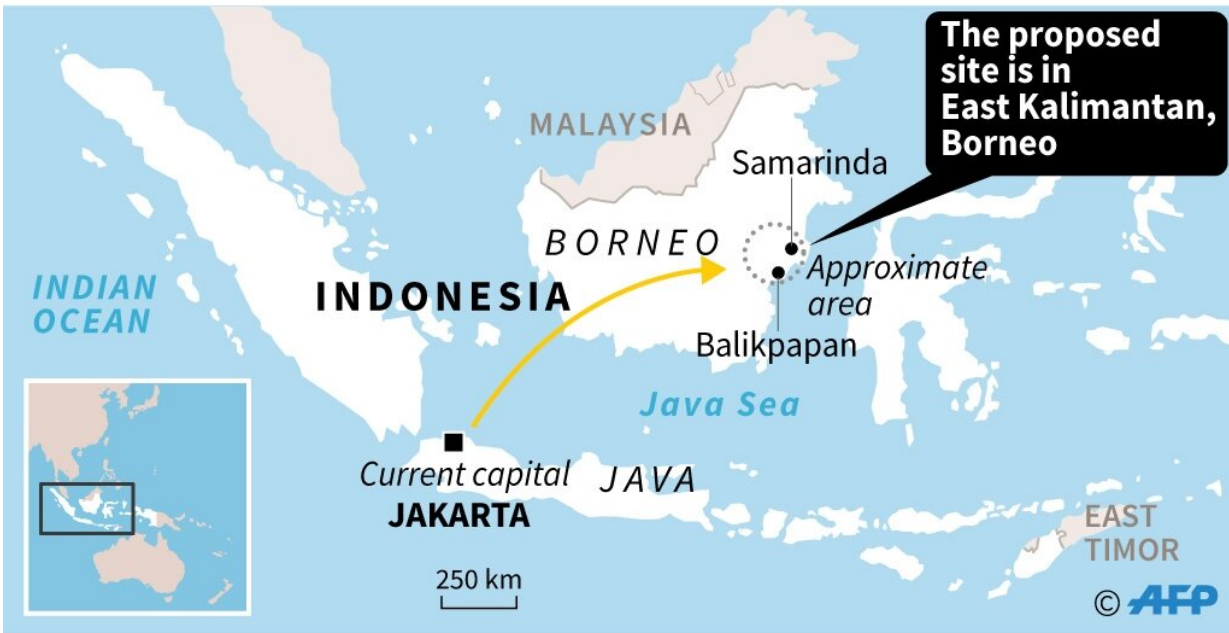 The proposed
site is in
East Kalimantan,
Borneo
MALAYSIA
Samarinda
BORNEO
Approximate
area
INDIAN
OCEAN
INDONESIA
Balikpapan
Java Sea
Current capital
JAKARTA
JAVA
EAST
TIMOR
250 km
© AFP